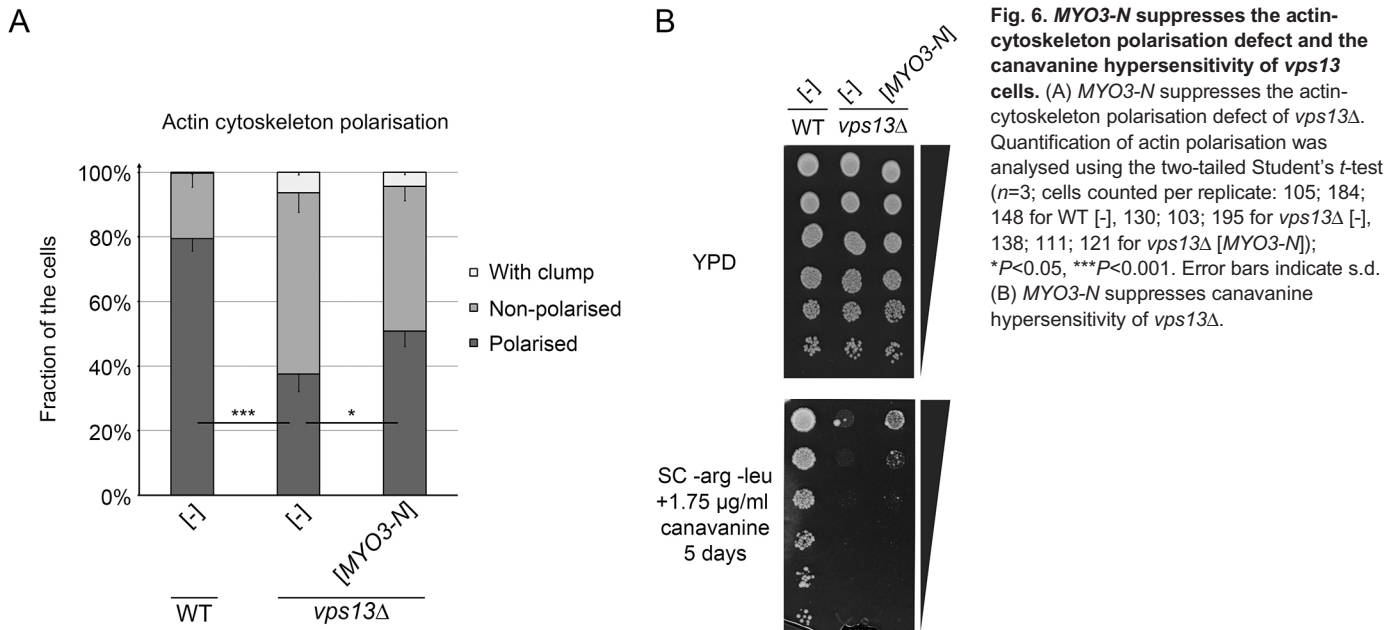 A
Actin cytoskeleton polarisation
100%
80%
60%
40%
20%
0%
Fraction of the cells
***
*
With clump
Non-polarised
Polarised
[-]
[-]
[MYO3-N]
WT
vps13Δ
B
[-]
[-]
[MYO3-N]
WT
vps13Δ
YPD
SC -arg -leu
+1.75 µg/ml
canavanine
5 days
Fig. 6. MYO3-N suppresses the actin-
cytoskeleton polarisation defect and the
canavanine hypersensitivity of vps13
cells. (A) MYO3-N suppresses the actin-
cytoskeleton polarisation defect of vps13Δ.
Quantification of actin polarisation was
analysed using the two-tailed Student’s t-test
(n=3; cells counted per replicate: 105; 184;
148 for WT [-], 130; 103; 195 for vps13Δ [-],
138; 111; 121 for vps13Δ [MYO3-N]);
*P<0.05, ***P<0.001. Error bars indicate s.d.
(B) MYO3-N suppresses canavanine
hypersensitivity of vps13Δ.